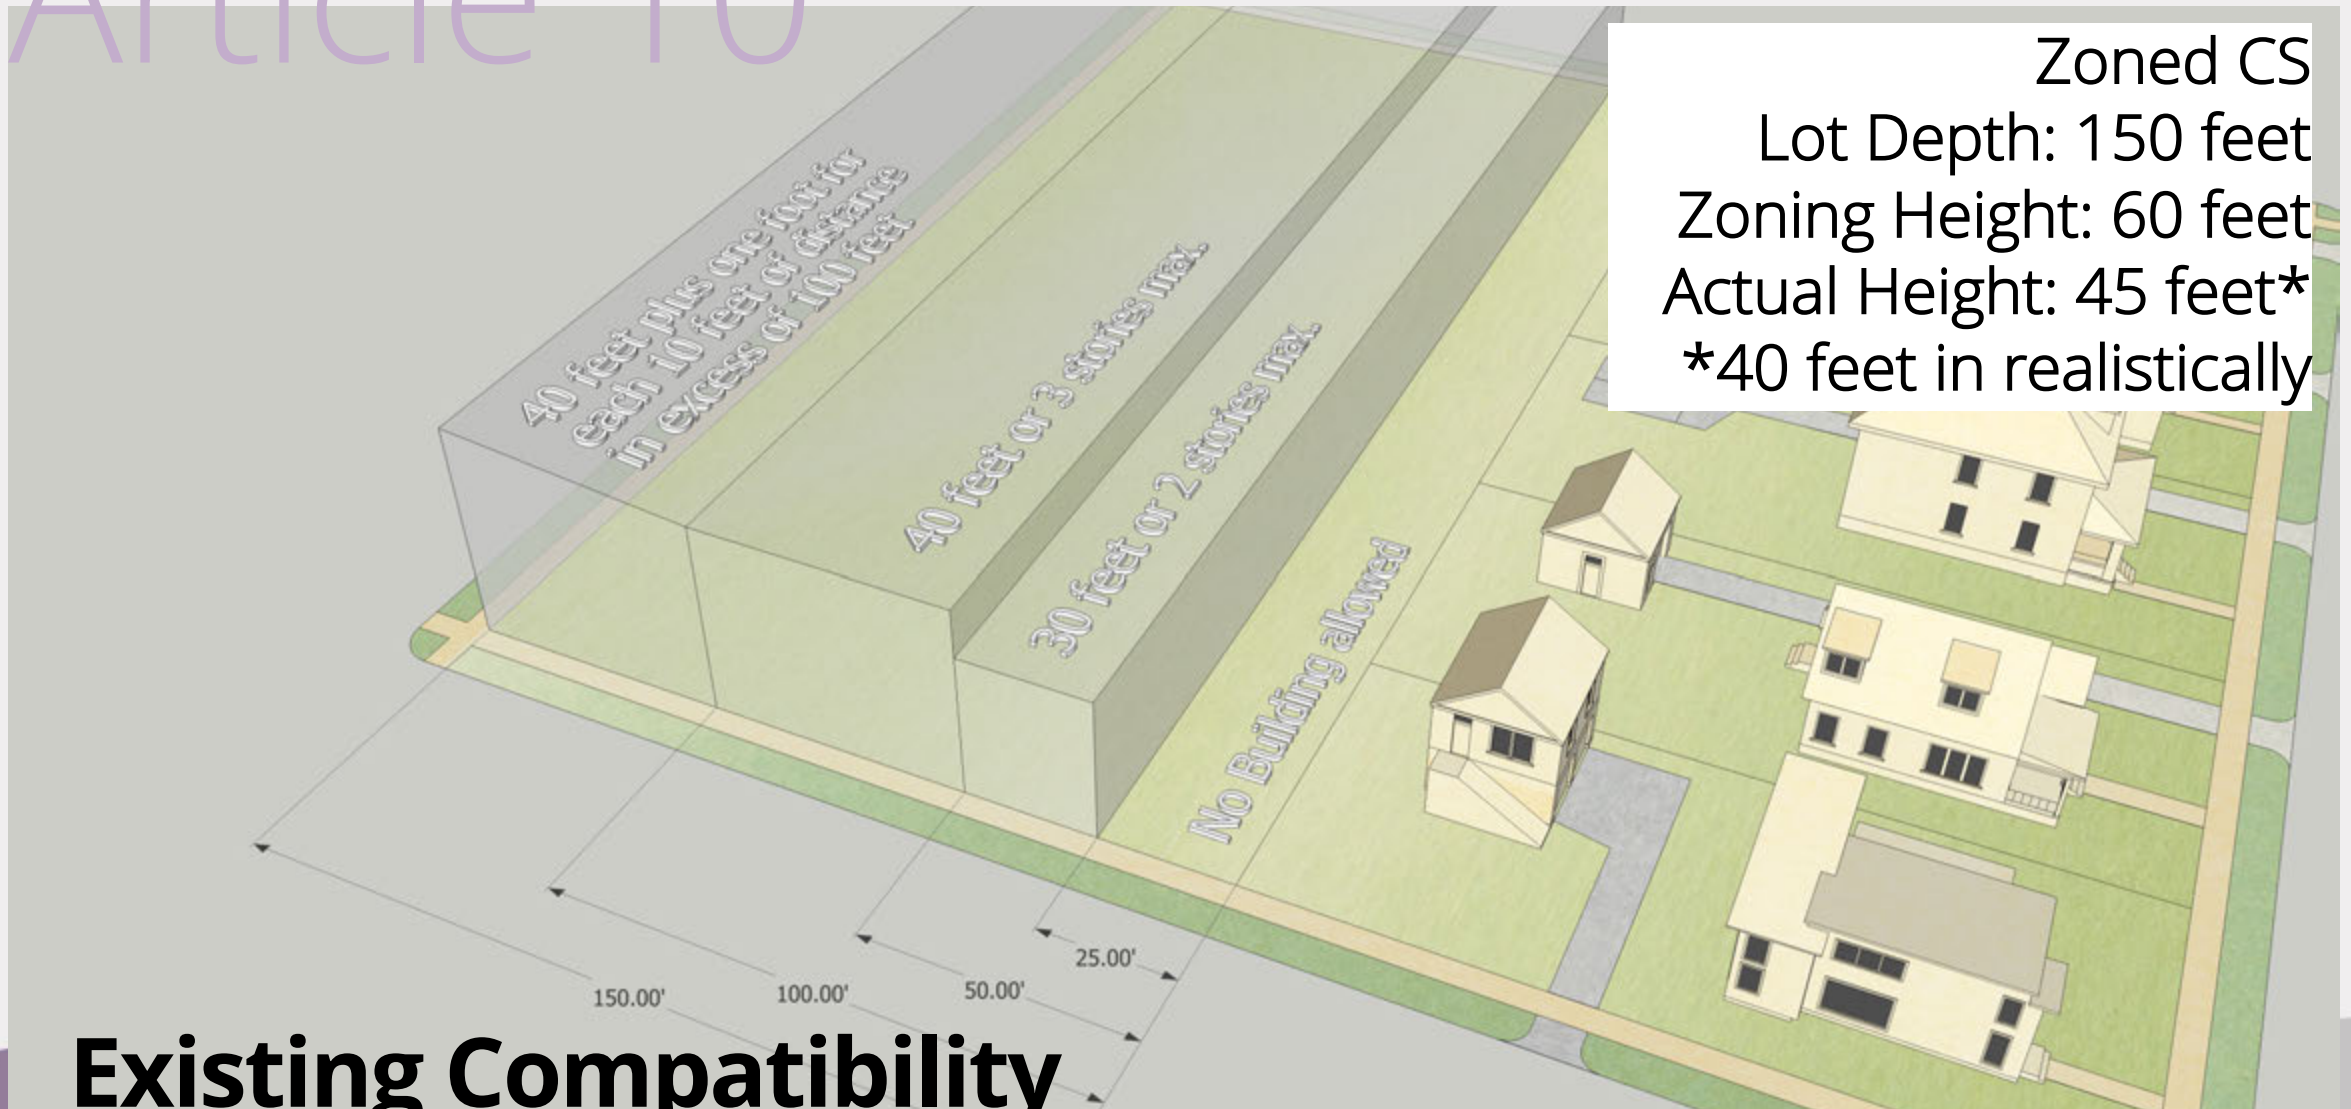 Article 10
Zoned CS
Lot Depth: 150 feet
Zoning Height: 60 feet
Actual Height: 45 feet*
*40 feet in realistically
40 feet plus one foot for
each 10 feet of distance
in excess of 100 feet
40 feet or 3 stories max.
30 feet or 2 stories max.
No Building allowed
25.00'
50.00'
100.00'
150.00'
Existing Compatibility